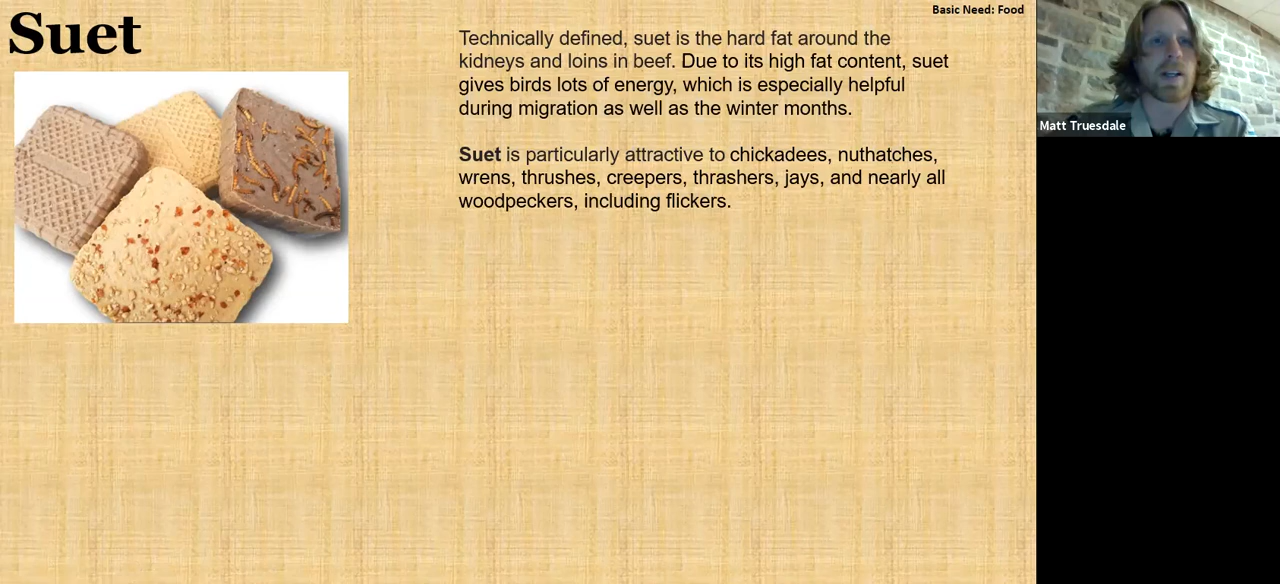 Suet
Basic Need: Food
Technically defined, suet is the hard fat around the
kidneys and loins in beef. Due to its high fat content, suet
gives birds lots of energy, which is especially helpful
during migration as well as the winter months.
Suet is particularly attractive to chickadees, nuthatches,
wrens, thrushes, creepers, thrashers, jays, and nearly all
woodpeckers, including flickers.
Matt Truesdale